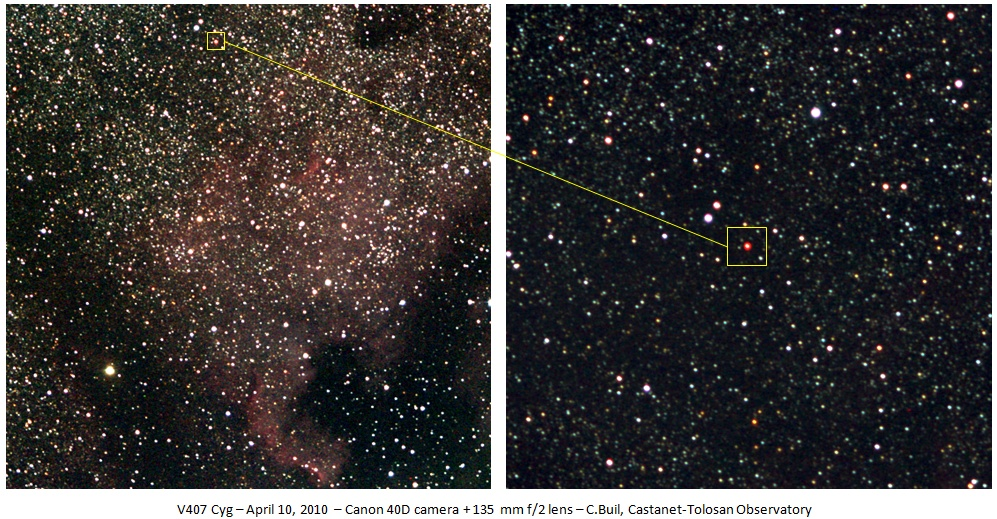 V407 Cyg – April 10, 2010 – Canon 40D camera + 135 mm f/2 lens – C.Buil, Castanet-Tolosan Observatory